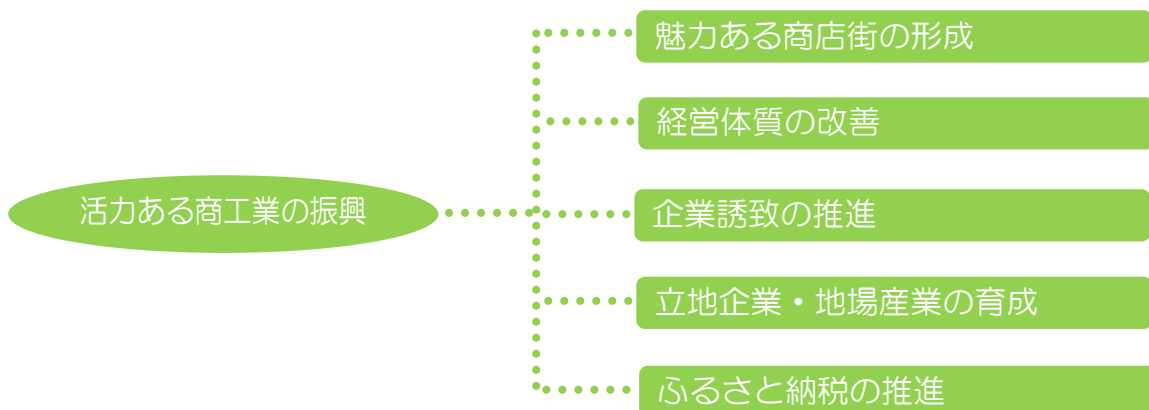 魅力ある商店街の形成
経営体質の改善
活力ある商工業の振興
企業誘致の推進
立地企業・地場産業の育成
ふるさと納税の推進